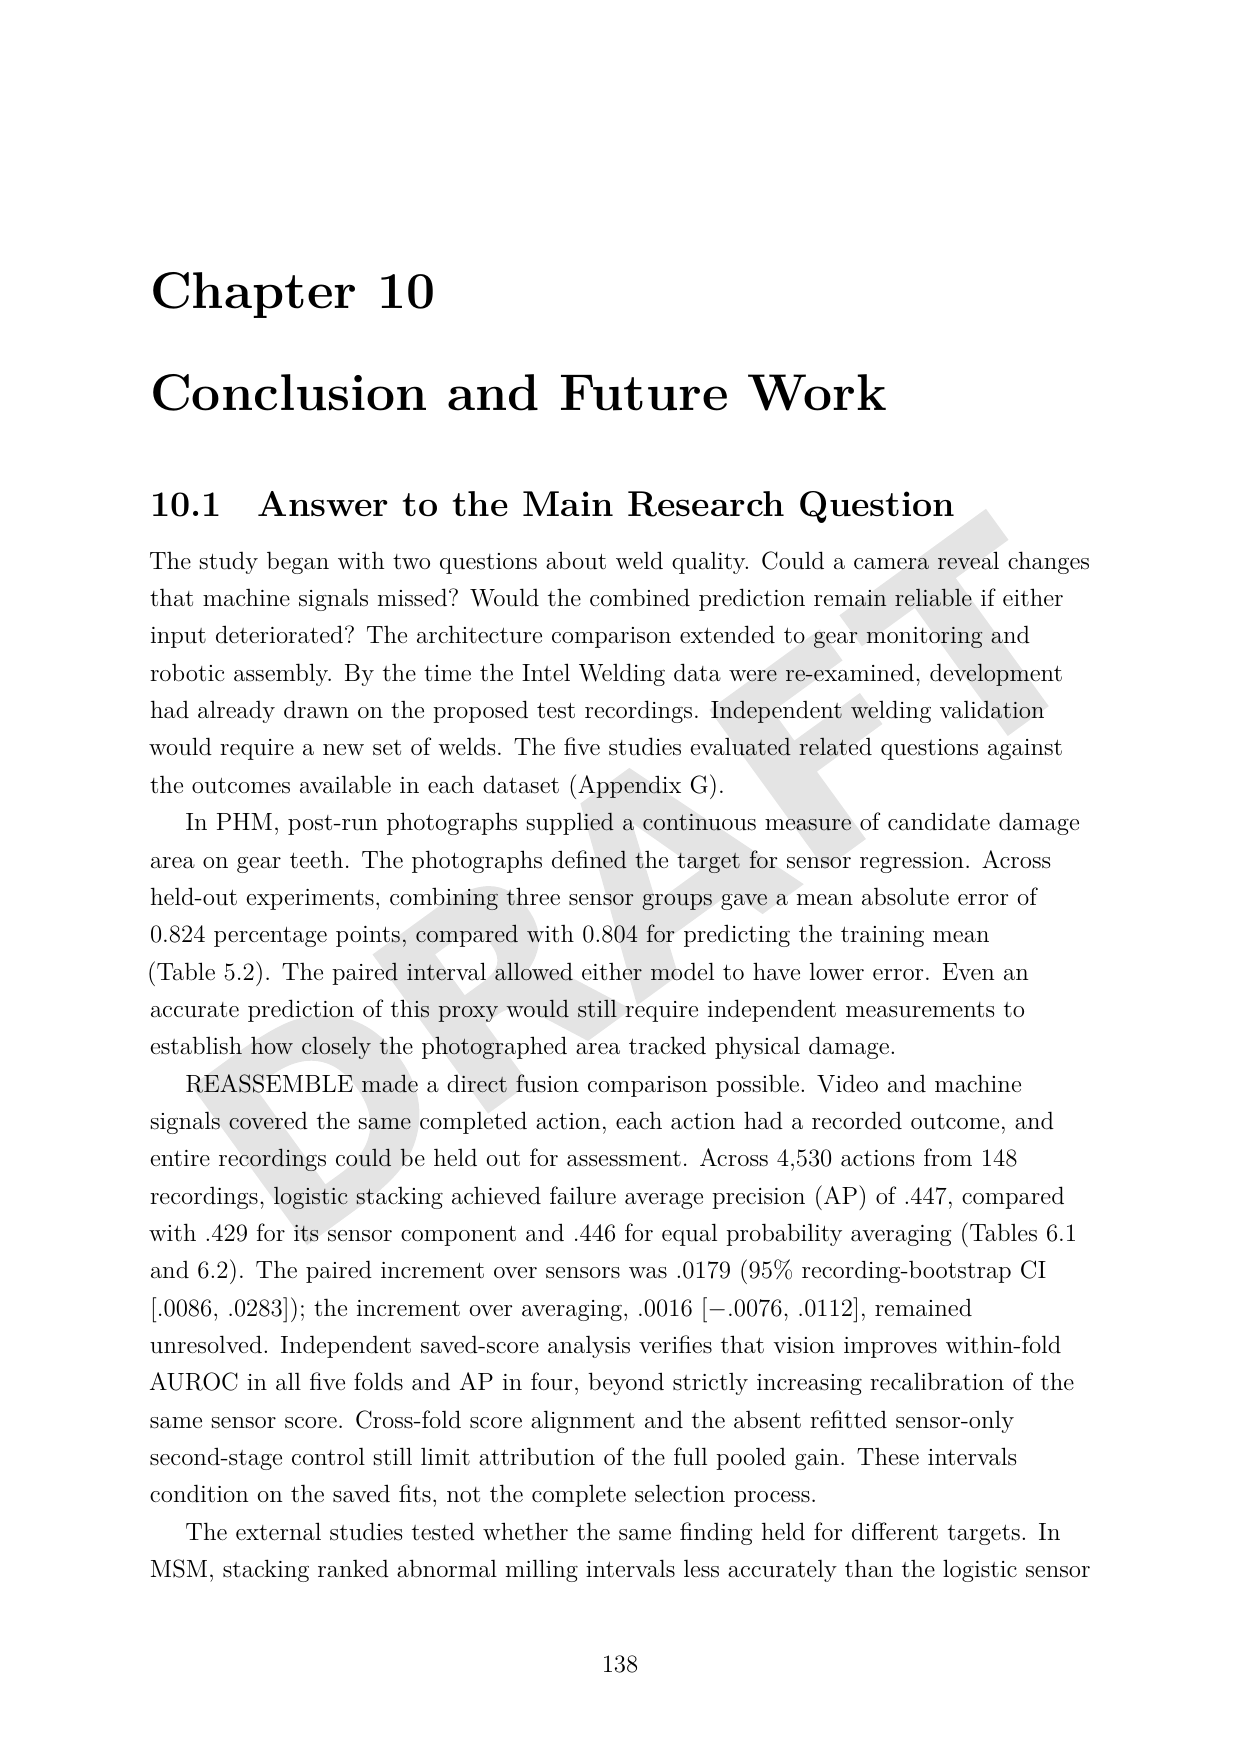 Chapter 10
Conclusion and Future Work
10.1 Answer to the Main Research Question
The study began with two questions about weld quality. Could a camera reveal changes
that machine signals missed? Would the combined prediction remain reliable if either
input deteriorated? The architecture comparison extended to gear monitoring and
robotic assembly. By the time the Intel Welding data were re-examined, development
had already drawn on the proposed test recordings. Independent welding validation
would require a new set of welds. The five studies evaluated related questions against
the outcomes available in each dataset (Appendix G).
In PHM, post-run photographs supplied a continuous measure of candidate damage
area on gear teeth. The photographs defined the target for sensor regression. Across
held-out experiments, combining three sensor groups gave a mean absolute error of
0.824 percentage points, compared with 0.804 for predicting the training mean
(Table 5.2). The paired interval allowed either model to have lower error. Even an
accurate prediction of this proxy would still require independent measurements to
establish how closely the photographed area tracked physical damage.
REASSEMBLE made a direct fusion comparison possible. Video and machine
signals covered the same completed action, each action had a recorded outcome, and
entire recordings could be held out for assessment. Across 4,530 actions from 148
recordings, logistic stacking achieved failure average precision (AP) of .447, compared
with .429 for its sensor component and .446 for equal probability averaging (Tables 6.1
and 6.2). The paired increment over sensors was .0179 (95% recording-bootstrap CI
[.0086, .0283]); the increment over averaging, .0016 [−.0076, .0112], remained
unresolved. Independent saved-score analysis verifies that vision improves within-fold
AUROC in all five folds and AP in four, beyond strictly increasing recalibration of the
same sensor score. Cross-fold score alignment and the absent refitted sensor-only
second-stage control still limit attribution of the full pooled gain. These intervals
condition on the saved fits, not the complete selection process.
The external studies tested whether the same finding held for different targets. In
MSM, stacking ranked abnormal milling intervals less accurately than the logistic sensor
138
DRAFT